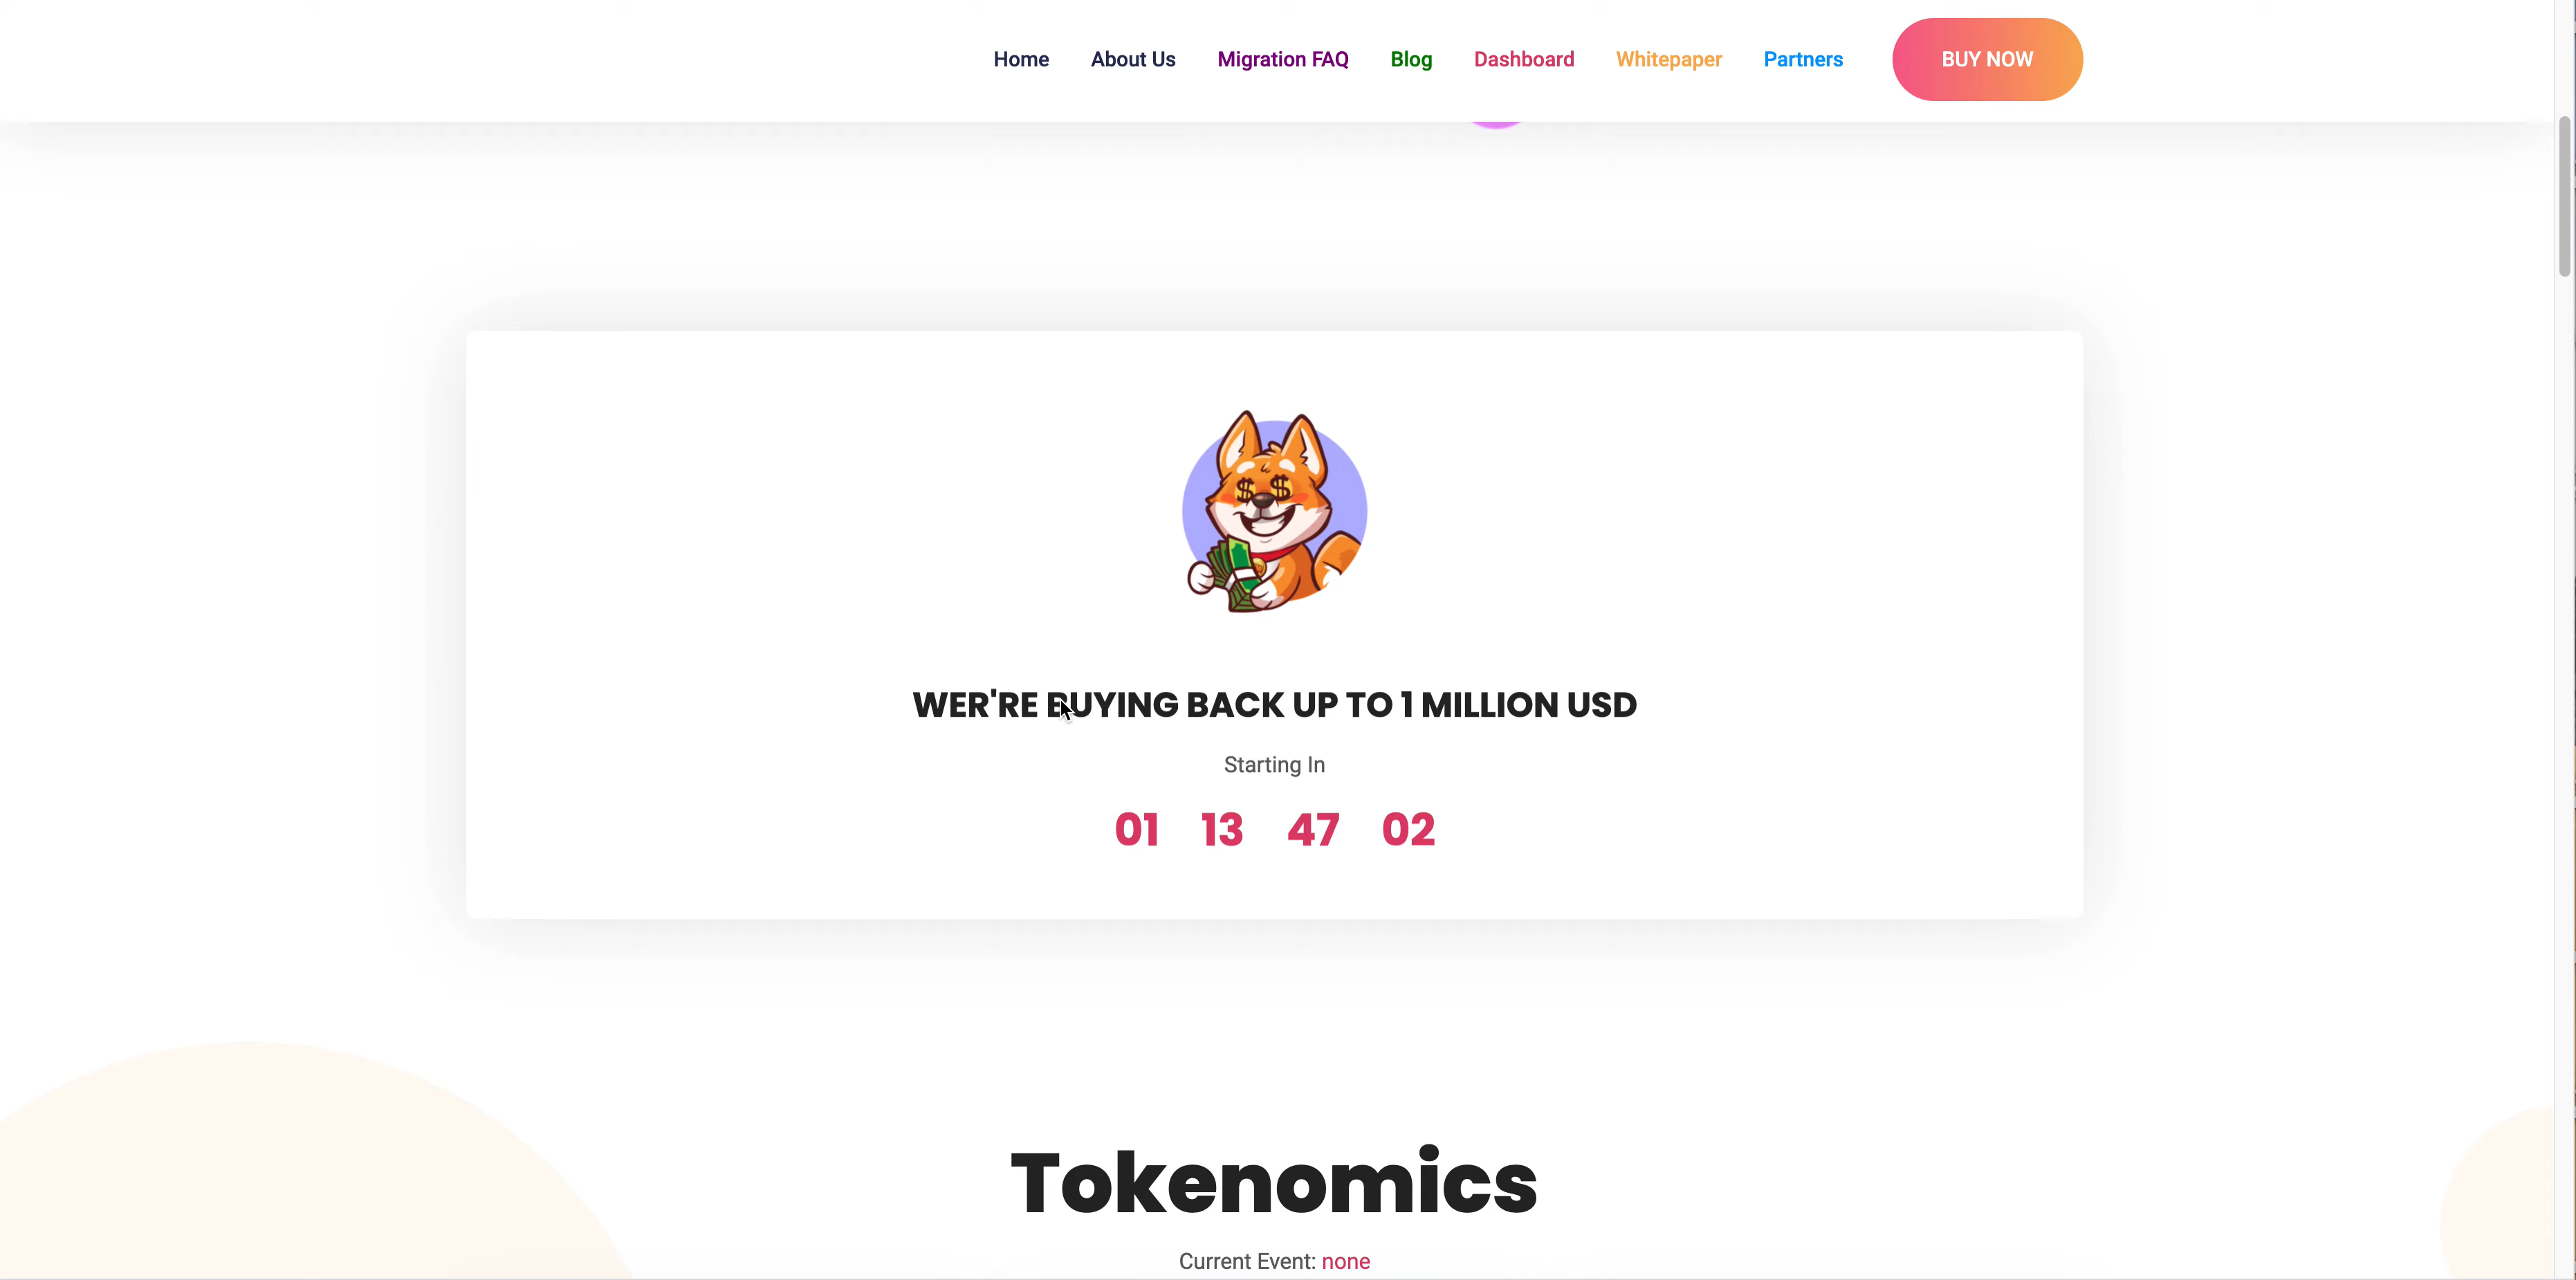 Home About Us Migration FAQ Blog Dashboard Whitepaper Partners BUY NOW
WER'RE BUYING BACK UP TO 1 MILLION USD
Starting In
01 13 47 02
Tokenomics
Current Event: none